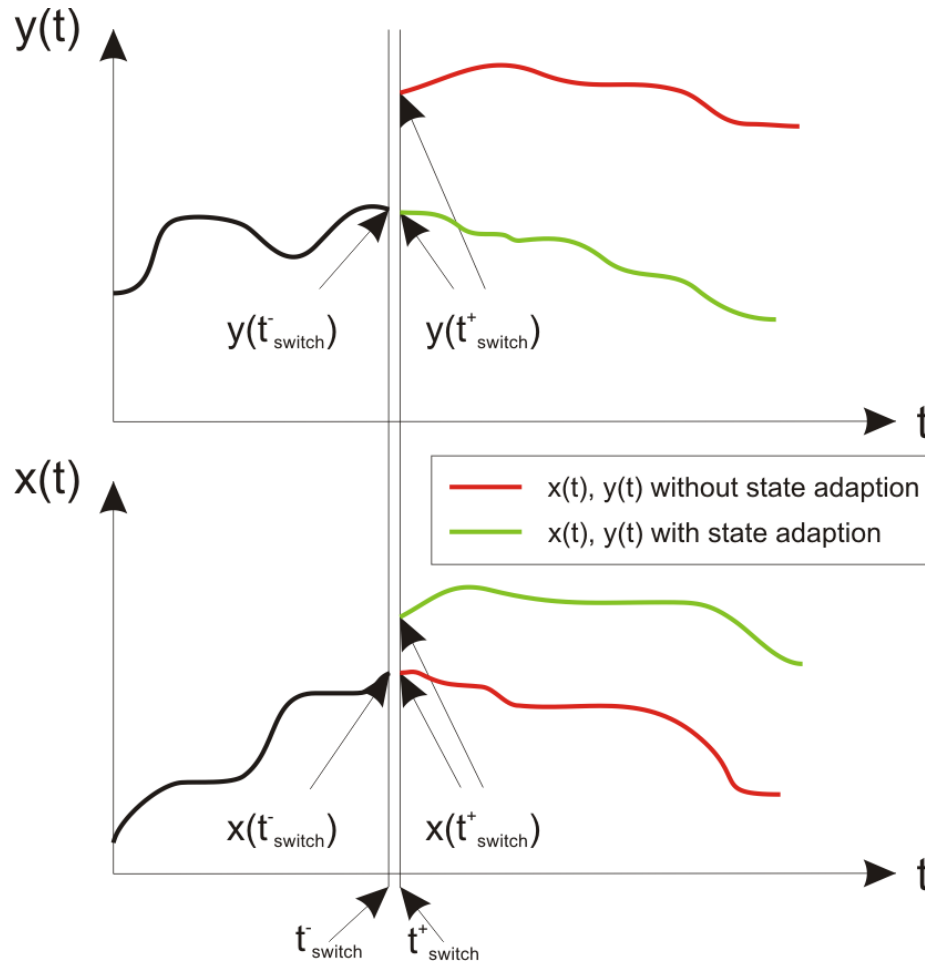 y(t)
y(t⁻switch) y(t⁺switch)
t
x(t)
x(t), y(t) without state adaption
x(t), y(t) with state adaption
x(t⁻switch) x(t⁺switch)
t
t⁻switch t⁺switch